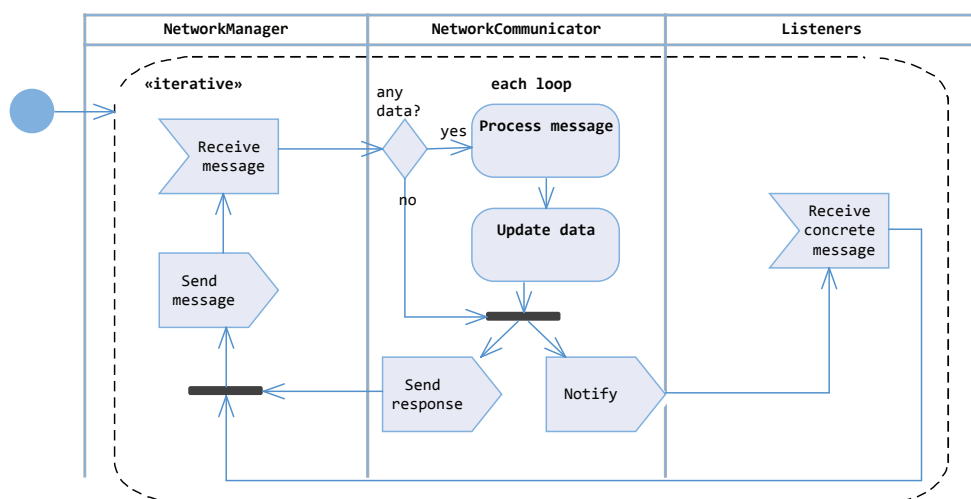 NetworkManager
NetworkCommunicator
Listeners
«iterative»
any
data?
each loop
yes
Process message
Receive
message
no
Update data
Receive
concrete
message
Send
message
Send
response
Notify